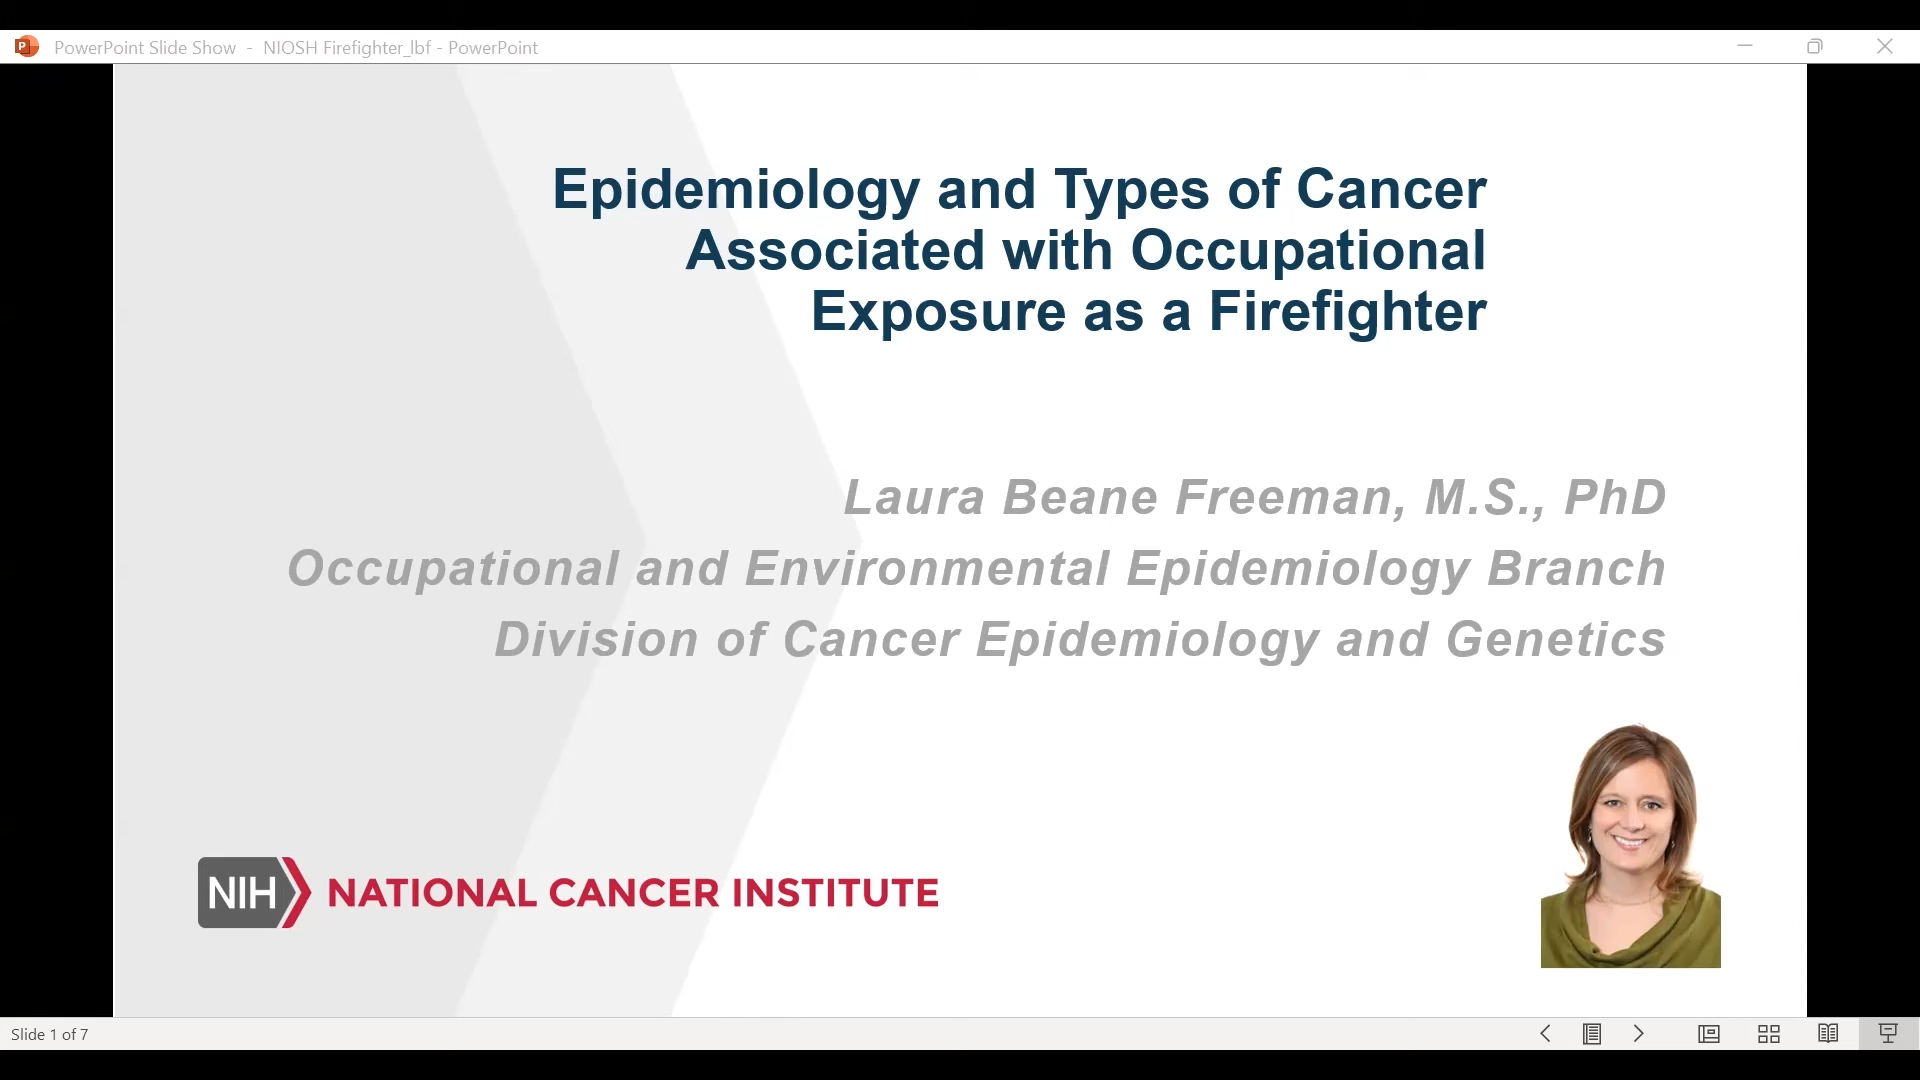 PowerPoint Slide Show - NIOSH Firefighter_lbf - PowerPoint
Epidemiology and Types of Cancer
Associated with Occupational
Exposure as a Firefighter
Laura Beane Freeman, M.S., PhD
Occupational and Environmental Epidemiology Branch
Division of Cancer Epidemiology and Genetics
NIH NATIONAL CANCER INSTITUTE
Slide 1 of 7